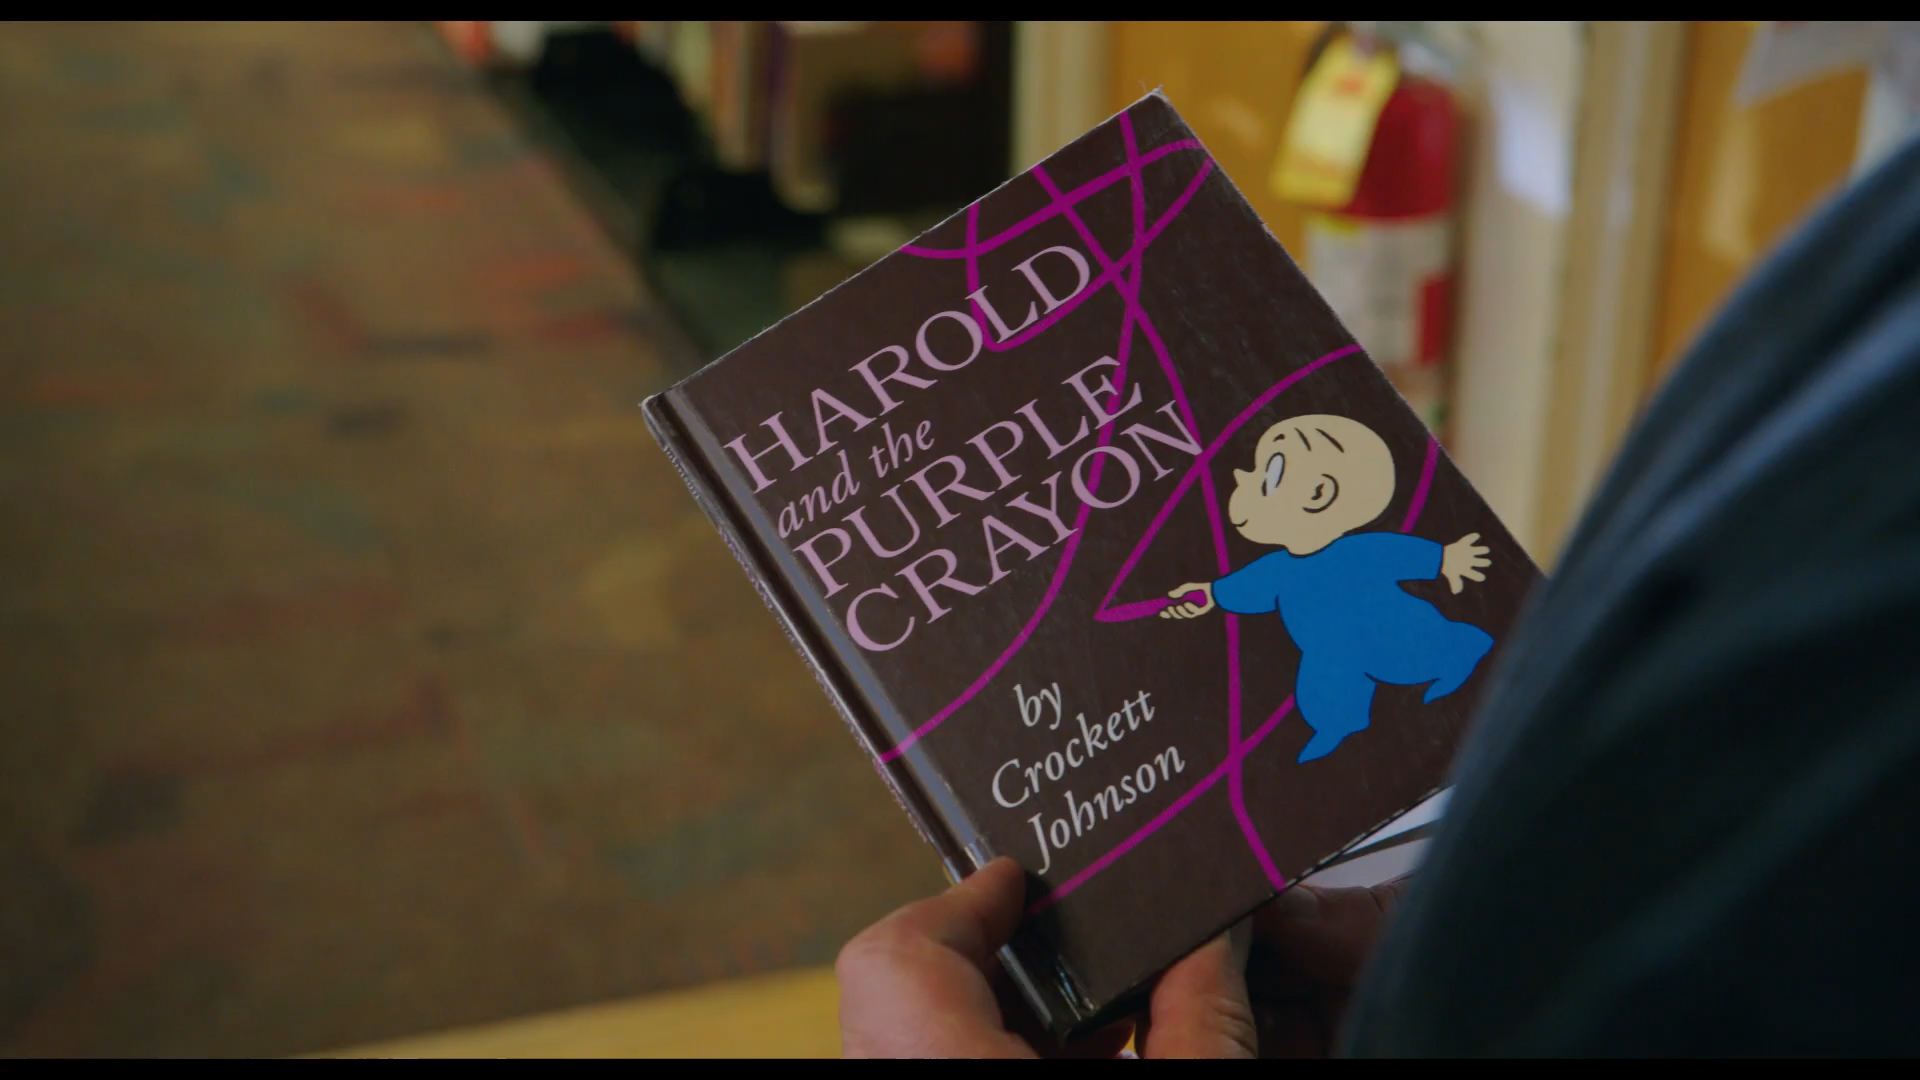 HAROLD
and the
PURPLE
CRAYON
by
Crockett
Johnson